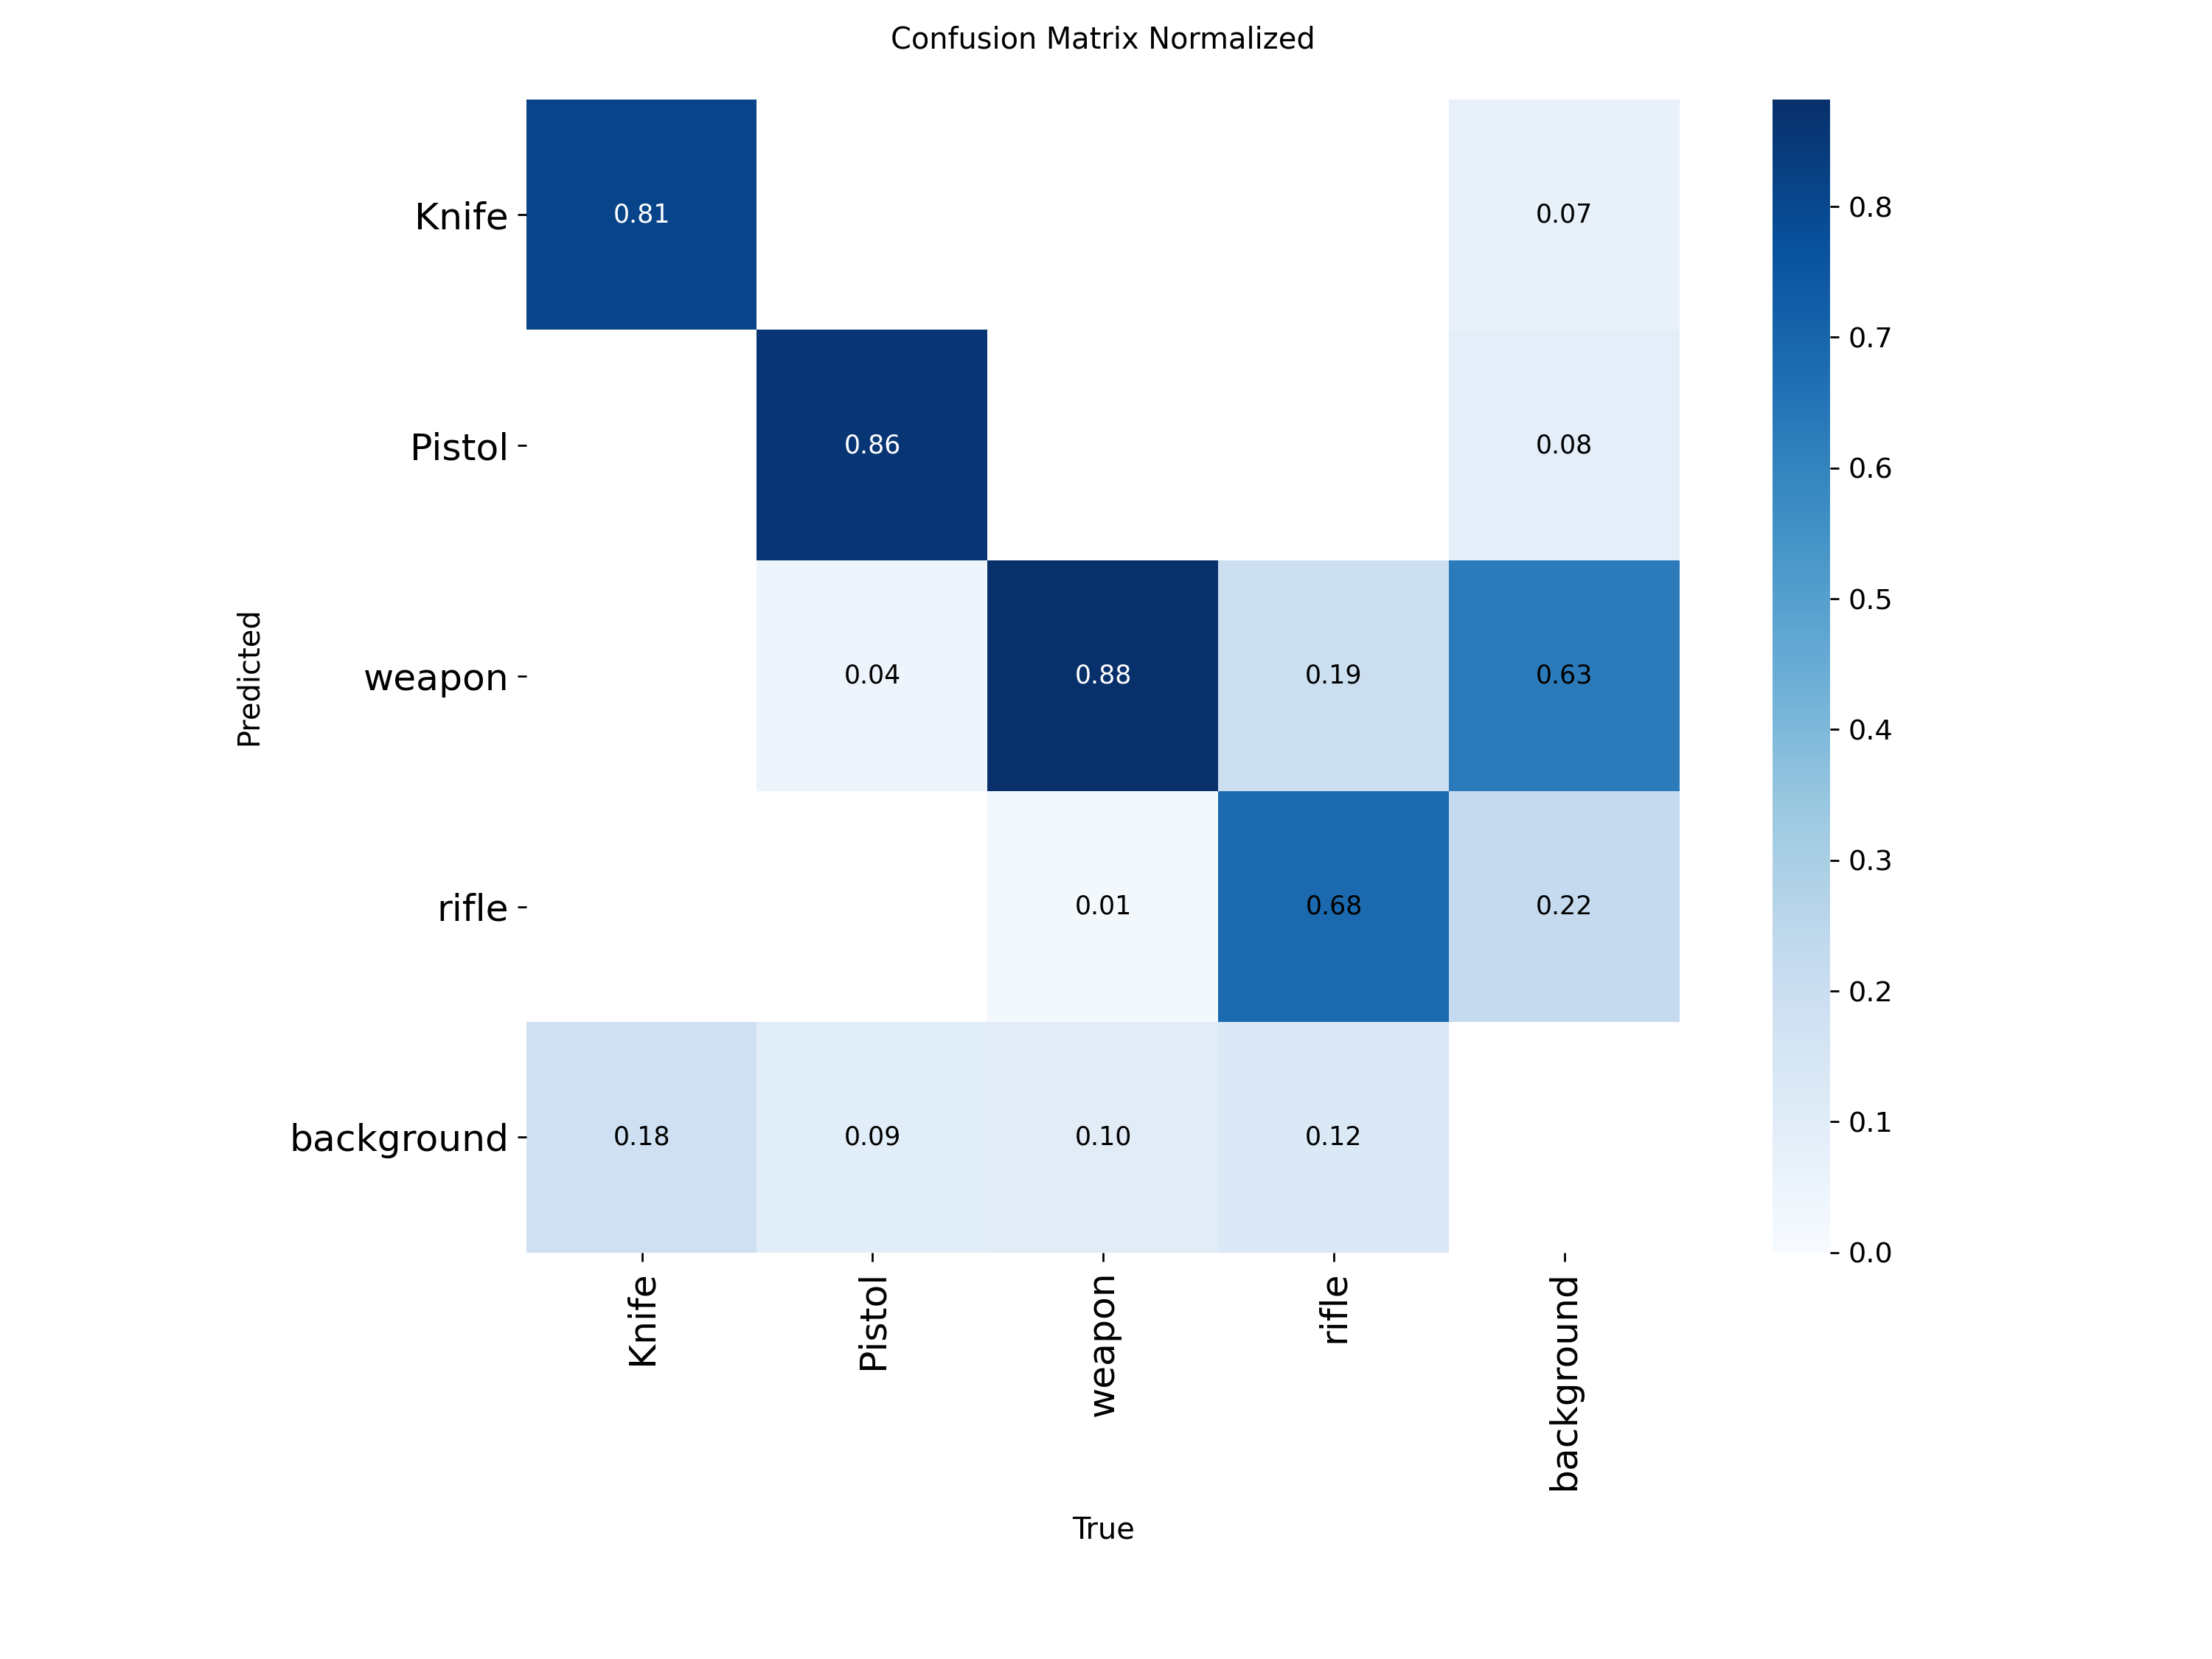 Confusion Matrix Normalized
Knife 0.81 0.07 0.8
0.7
Pistol 0.86 0.08 0.6
0.5
Predicted
weapon 0.04 0.88 0.19 0.63
0.4
0.3
rifle 0.01 0.68 0.22
0.2
background 0.18 0.09 0.10 0.12 0.1
0.0
Knife Pistol weapon rifle background
True